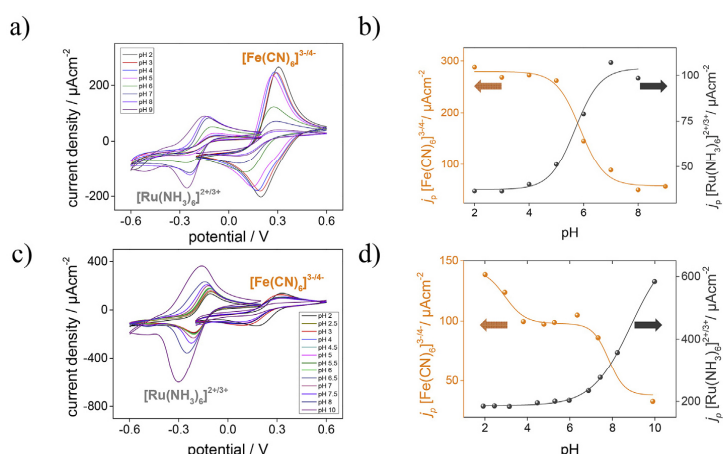 a)
[Fe(CN)6]3-/4-
pH 2
pH 3
pH 4
pH 5
pH 6
pH 7
pH 8
pH 9
200
0
-200
current density / µAcm-2
[Ru(NH3)6]2+/3+
-0.6 -0.3 0.0 0.3 0.6
potential / V
b)
300
200
100
jp [Fe(CN)6]3-/4-/ µAcm-2
100
75
50
jp [Ru(NH3)6]2+/3+/ µAcm-2
2 4 6 8
pH
c)
[Fe(CN)6]3-/4-
400
0
-400
-800
current density / µAcm-2
pH 2
pH 2.5
pH 3
pH 4
pH 4.5
pH 5
pH 5.5
pH 6
pH 6.5
pH 7
pH 7.5
pH 8
pH 10
[Ru(NH3)6]2+/3+
-0.6 -0.3 0.0 0.3 0.6
potential / V
d)
150
100
50
jp [Fe(CN)6]3-/4-/ µAcm-2
600
400
200
jp [Ru(NH3)6]2+/3+/ µAcm-2
2 4 6 8 10
pH